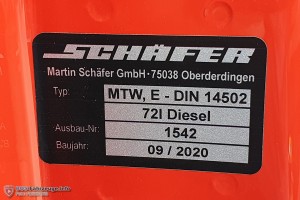 SCHÄFER
Martin Schäfer GmbH · 75038 Oberderdingen
Typ: MTW, E - DIN 14502
72l Diesel
Ausbau-Nr: 1542
Baujahr: 09 / 2020